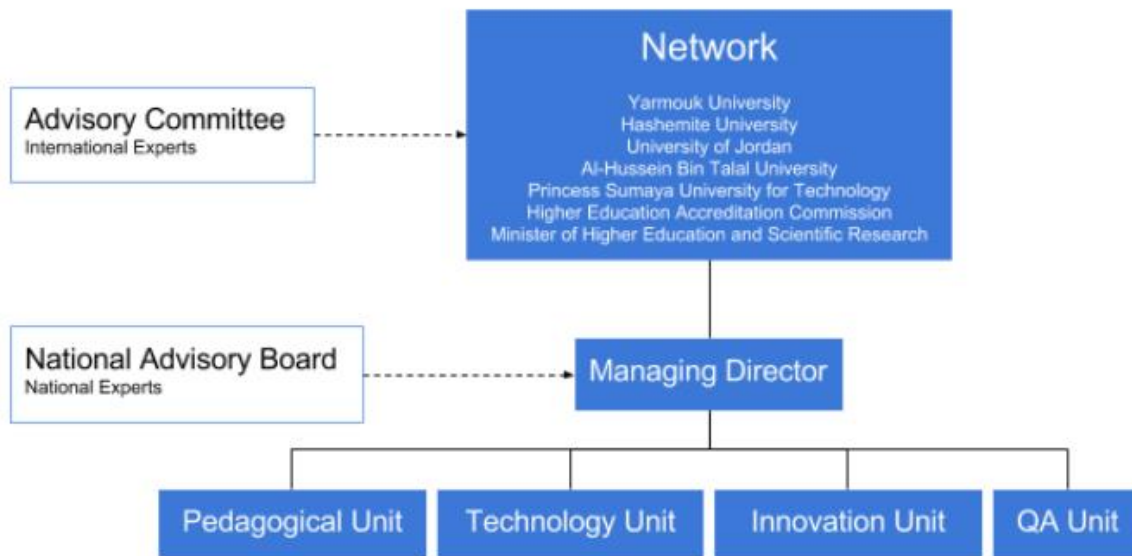 Network
Yarmouk University
Hashemite University
University of Jordan
Al-Hussein Bin Talal University
Princess Sumaya University for Technology
Higher Education Accreditation Commission
Minister of Higher Education and Scientific Research
Advisory Committee
International Experts
National Advisory Board
National Experts
Managing Director
Pedagogical Unit
Technology Unit
Innovation Unit
QA Unit